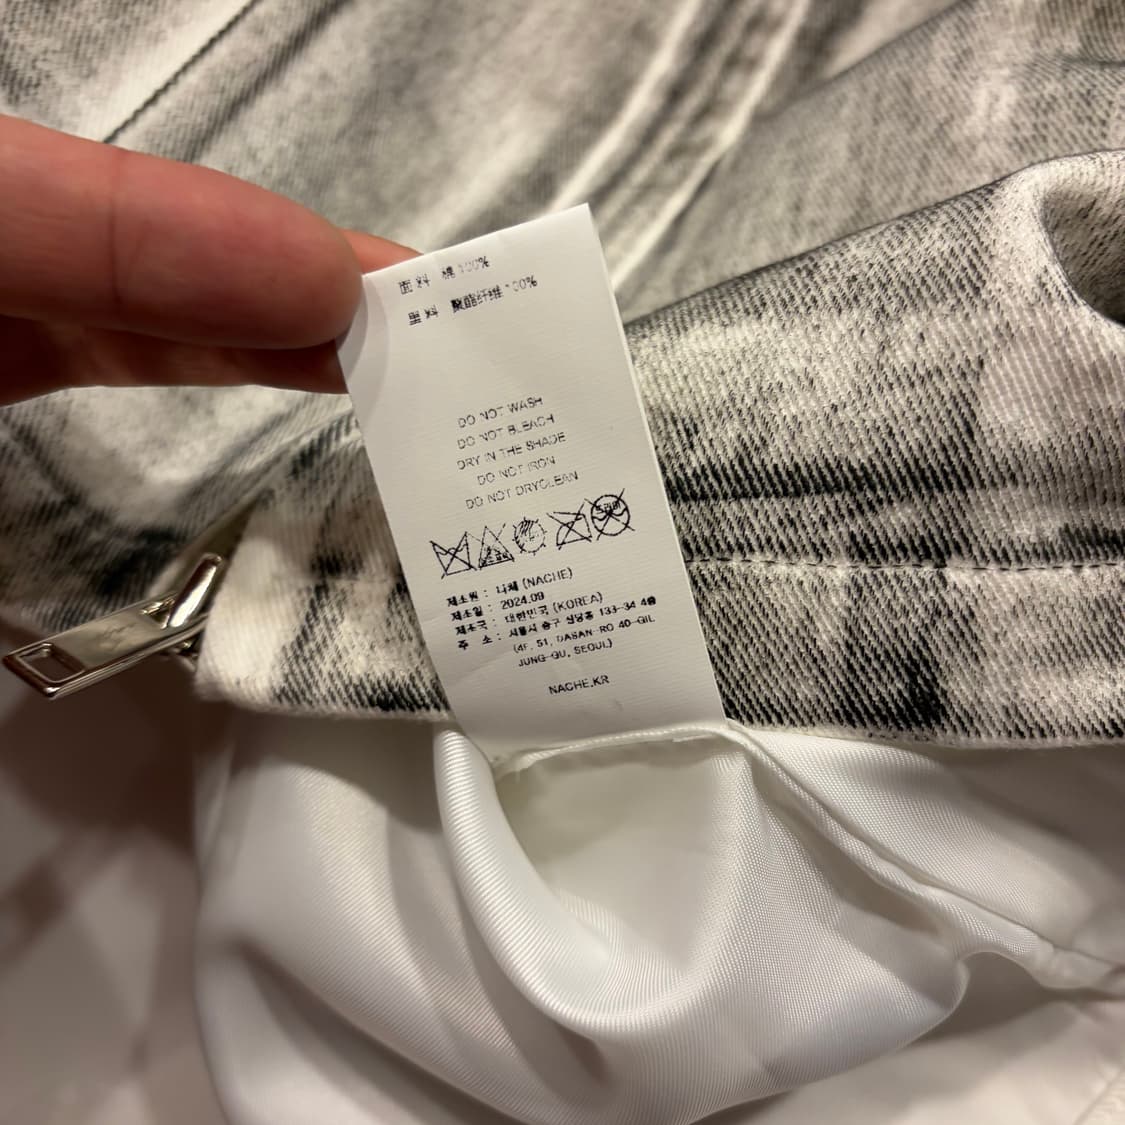 面料 棉 100%
里料 聚酯纤维 100%
DO NOT WASH
DO NOT BLEACH
DRY IN THE SHADE
DO NOT IRON
DO NOT DRYCLEAN
제조원 : 나체 (NACHE)
제조일 : 2024.09
제조국 : 대한민국 (KOREA)
주 소 : 서울시 중구 신당동 133-34 4층
(4F, 51, DASAN-RO 40-GIL
JUNG-GU, SEOUL)
NACHE.KR